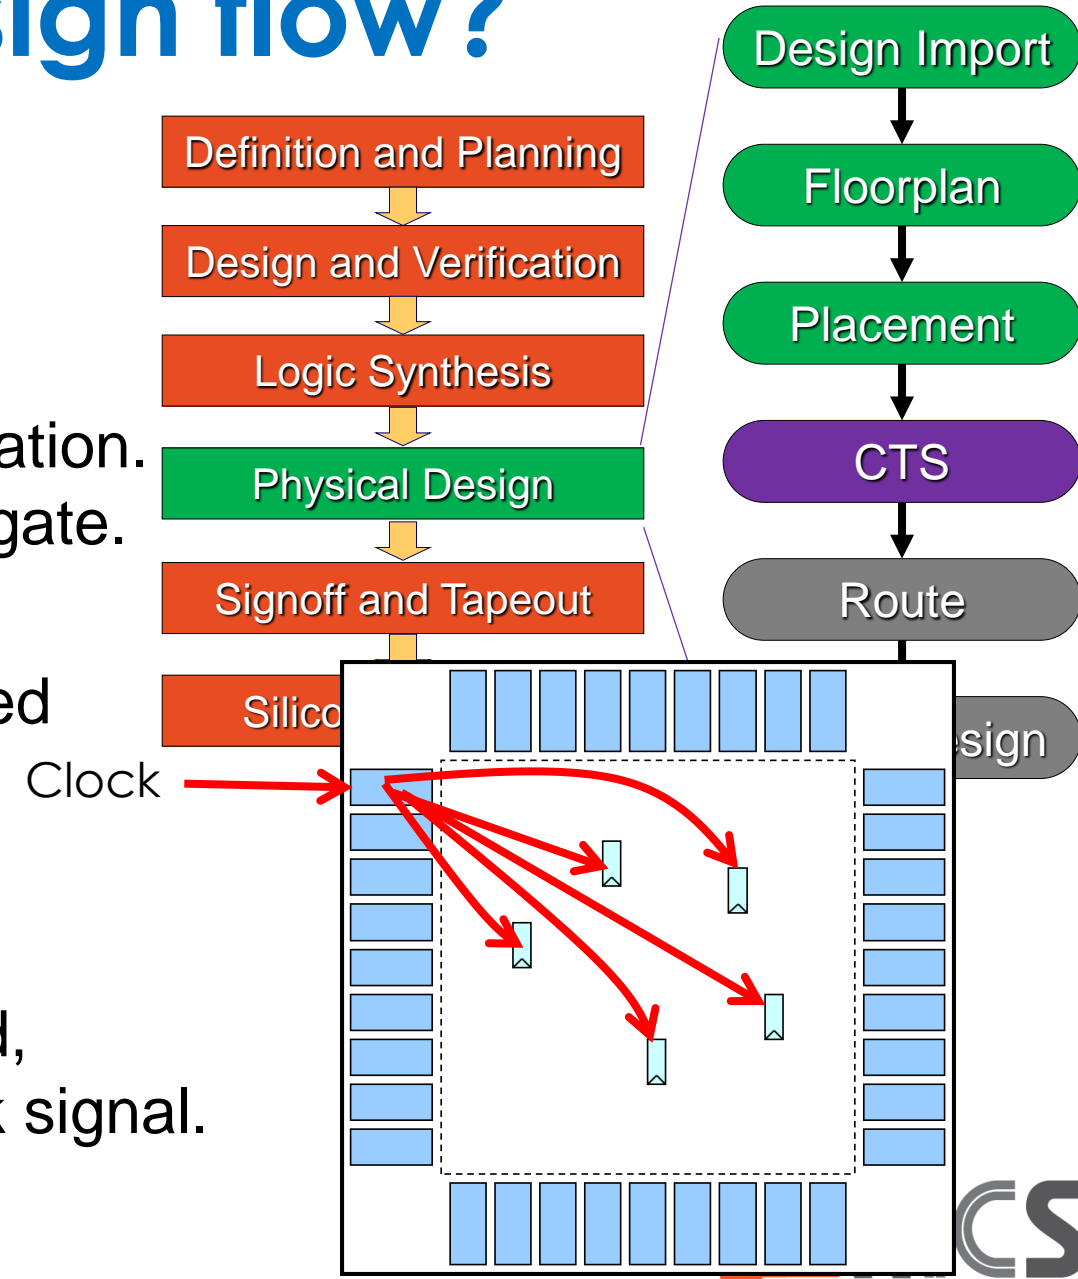 sign flow?
Definition and Planning
Design and Verification
Logic Synthesis
Physical Design
Signoff and Tapeout
Silico
Design Import
Floorplan
Placement
CTS
Route
sign
ation.
gate.
ed
Clock
d,
k signal.
CS